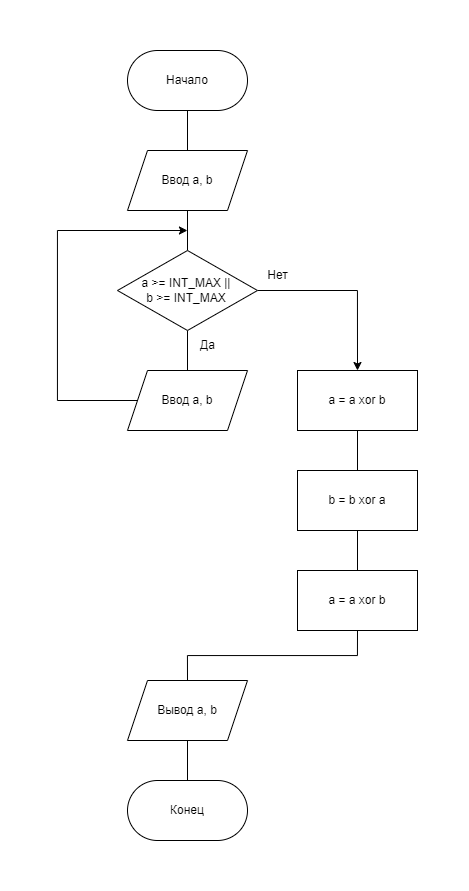 Начало
Ввод a, b
a >= INT_MAX ||
b >= INT_MAX
Нет
Да
Ввод a, b
a = a xor b
b = b xor a
a = a xor b
Вывод a, b
Конец